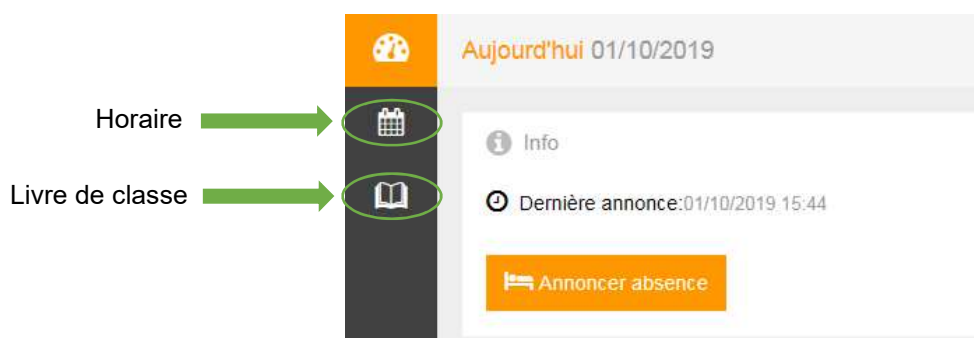 Aujourd'hui 01/10/2019
Horaire
Info
Livre de classe
Dernière annonce:01/10/2019 15:44
Annoncer absence